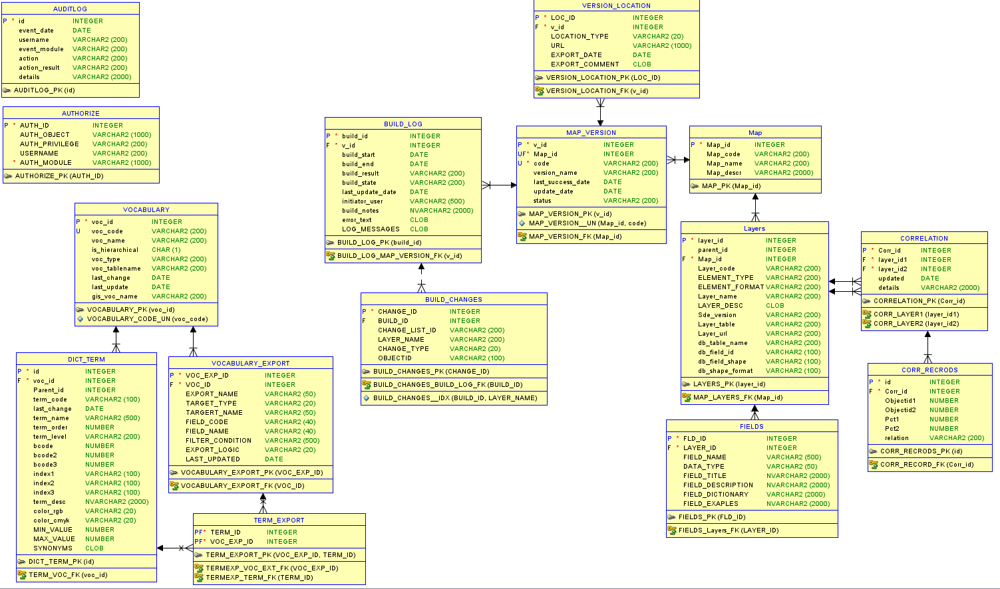 AUDITLOG
P * id INTEGER
event_date DATE
username VARCHAR2 (200)
event_module VARCHAR2 (200)
action VARCHAR2 (200)
action_result VARCHAR2 (200)
details VARCHAR2 (2000)
AUDITLOG_PK (id)
AUTHORIZE
P * AUTH_ID INTEGER
AUTH_OBJECT VARCHAR2 (1000)
AUTH_PRIVILEGE VARCHAR2 (200)
USERNAME VARCHAR2 (200)
* AUTH_MODULE VARCHAR2 (1000)
AUTHORIZE_PK (AUTH_ID)
VERSION_LOCATION
P * LOC_ID INTEGER
F * v_id INTEGER
LOCATION_TYPE VARCHAR2 (20)
URL VARCHAR2 (1000)
EXPORT_DATE DATE
EXPORT_COMMENT CLOB
VERSION_LOCATION_PK (LOC_ID)
VERSION_LOCATION_FK (v_id)
BUILD_LOG
P * build_id INTEGER
F * v_id INTEGER
build_start DATE
build_end DATE
build_result VARCHAR2 (200)
build_state VARCHAR2 (200)
last_update_date DATE
initiator_user VARCHAR2 (500)
build_notes NVARCHAR2 (2000)
error_text CLOB
LOG_MESSAGES CLOB
BUILD_LOG_PK (build_id)
BUILD_LOG_MAP_VERSION_FK (v_id)
MAP_VERSION
P * v_id INTEGER
UF* Map_id INTEGER
U * code VARCHAR2 (200)
version_name VARCHAR2 (200)
last_success_date DATE
update_date DATE
status VARCHAR2 (200)
MAP_VERSION_PK (v_id)
MAP_VERSION__UN (Map_id, code)
MAP_VERSION_FK (Map_id)
Map
P * Map_id INTEGER
Map_code VARCHAR2 (200)
Map_name VARCHAR2 (200)
Map_descr VARCHAR2 (2000)
MAP_PK (Map_id)
VOCABULARY
P * voc_id INTEGER
U voc_code VARCHAR2 (200)
voc_name VARCHAR2 (200)
is_hierarchical CHAR (1)
voc_type VARCHAR2 (200)
voc_tablename VARCHAR2 (200)
last_change DATE
last_update DATE
gis_voc_name VARCHAR2 (200)
VOCABULARY_PK (voc_id)
VOCABULARY_CODE_UN (voc_code)
Layers
P * layer_id INTEGER
parent_id INTEGER
F * Map_id INTEGER
Layer_code VARCHAR2 (200)
ELEMENT_TYPE VARCHAR2 (200)
ELEMENT_FORMAT VARCHAR2 (200)
Layer_name VARCHAR2 (200)
LAYER_DESC CLOB
Sde_version VARCHAR2 (200)
Layer_table VARCHAR2 (200)
Layer_url VARCHAR2 (200)
db_table_name VARCHAR2 (200)
db_field_id VARCHAR2 (100)
db_field_shape VARCHAR2 (100)
db_shape_format VARCHAR2 (100)
LAYERS_PK (layer_id)
MAP_LAYERS_FK (Map_id)
CORRELATION
P * Corr_id INTEGER
F * layer_id1 INTEGER
F * layer_id2 INTEGER
updated DATE
details VARCHAR2 (2000)
CORRELATION_PK (Corr_id)
CORR_LAYER1 (layer_id1)
CORR_LAYER2 (layer_id2)
BUILD_CHANGES
P * CHANGE_ID INTEGER
F BUILD_ID INTEGER
CHANGE_LIST_ID VARCHAR2 (200)
LAYER_NAME VARCHAR2 (200)
CHANGE_TYPE VARCHAR2 (20)
OBJECTID VARCHAR2 (100)
BUILD_CHANGES_PK (CHANGE_ID)
BUILD_CHANGES_BUILD_LOG_FK (BUILD_ID)
BUILD_CHANGES__IDX (BUILD_ID, LAYER_NAME)
DICT_TERM
P * id INTEGER
F * voc_id INTEGER
Parent_id INTEGER
term_code VARCHAR2 (100)
last_change DATE
term_name VARCHAR2 (500)
term_order NUMBER
term_level VARCHAR2 (200)
bcode NUMBER
bcode2 NUMBER
bcode3 NUMBER
index1 VARCHAR2 (100)
index2 VARCHAR2 (100)
index3 VARCHAR2 (100)
term_desc NVARCHAR2 (2000)
color_rgb VARCHAR2 (20)
color_cmyk VARCHAR2 (20)
MIN_VALUE NUMBER
MAX_VALUE NUMBER
SYNONYMS CLOB
DICT_TERM_PK (id)
TERM_VOC_FK (voc_id)
VOCABULARY_EXPORT
P * VOC_EXP_ID INTEGER
F * VOC_ID INTEGER
EXPORT_NAME VARCHAR2 (50)
TARGET_TYPE VARCHAR2 (20)
TARGERT_NAME VARCHAR2 (50)
FIELD_CODE VARCHAR2 (40)
FIELD_NAME VARCHAR2 (40)
FILTER_CONDITION VARCHAR2 (500)
EXPORT_LOGIC VARCHAR2 (20)
LAST_UPDATED DATE
VOCABULARY_EXPORT_PK (VOC_EXP_ID)
VOCABULARY_EXPORT_FK (VOC_ID)
CORR_RECRODS
P * id INTEGER
F * Corr_id INTEGER
Objectid1 NUMBER
Objectid2 NUMBER
Pct1 NUMBER
Pct2 NUMBER
relation VARCHAR2 (200)
CORR_RECRODS_PK (id)
CORR_RECORD_FK (Corr_id)
FIELDS
P * FLD_ID INTEGER
F * LAYER_ID INTEGER
FIELD_NAME VARCHAR2 (500)
DATA_TYPE VARCHAR2 (50)
FIELD_TITLE NVARCHAR2 (2000)
FIELD_DESCRIPTION NVARCHAR2 (2000)
FIELD_DICTIONARY VARCHAR2 (2000)
FIELD_EXAPLES NVARCHAR2 (2000)
FIELDS_PK (FLD_ID)
FIELDS_Layers_FK (LAYER_ID)
TERM_EXPORT
PF* TERM_ID INTEGER
PF* VOC_EXP_ID INTEGER
TERM_EXPORT_PK (VOC_EXP_ID, TERM_ID)
TERMEXP_VOC_EXT_FK (VOC_EXP_ID)
TERMEXP_TERM_FK (TERM_ID)